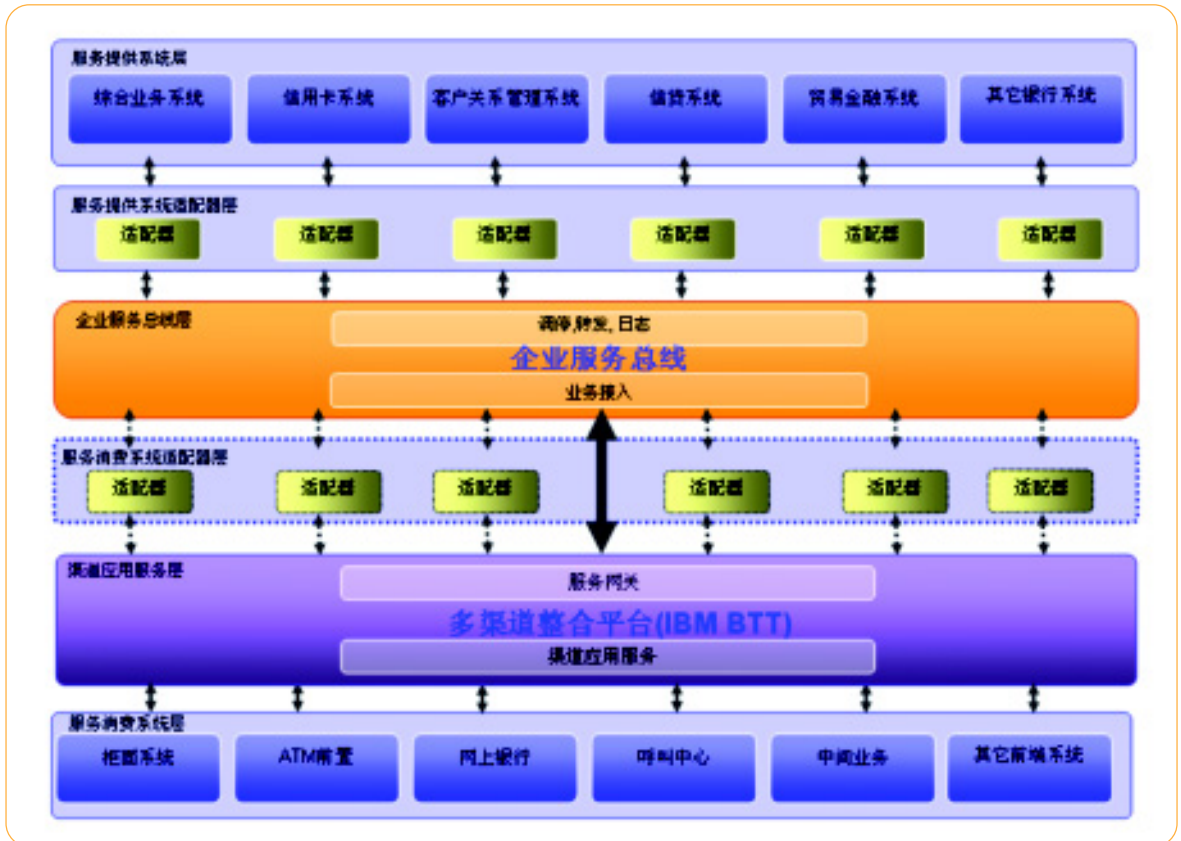 服务提供系统层
综合业务系统 信用卡系统 客户关系管理系统 信贷系统 贸易金融系统 其它银行系统
服务提供系统适配器层
适配器 适配器 适配器 适配器 适配器 适配器
企业服务总线层
调停,转发, 日志
企业服务总线
业务接入
服务消费系统适配器层
适配器 适配器 适配器 适配器 适配器 适配器
渠道应用服务层
服务网关
多渠道整合平台(IBM BTT)
渠道应用服务
服务消费系统层
柜面系统 ATM前置 网上银行 呼叫中心 中间业务 其它前端系统